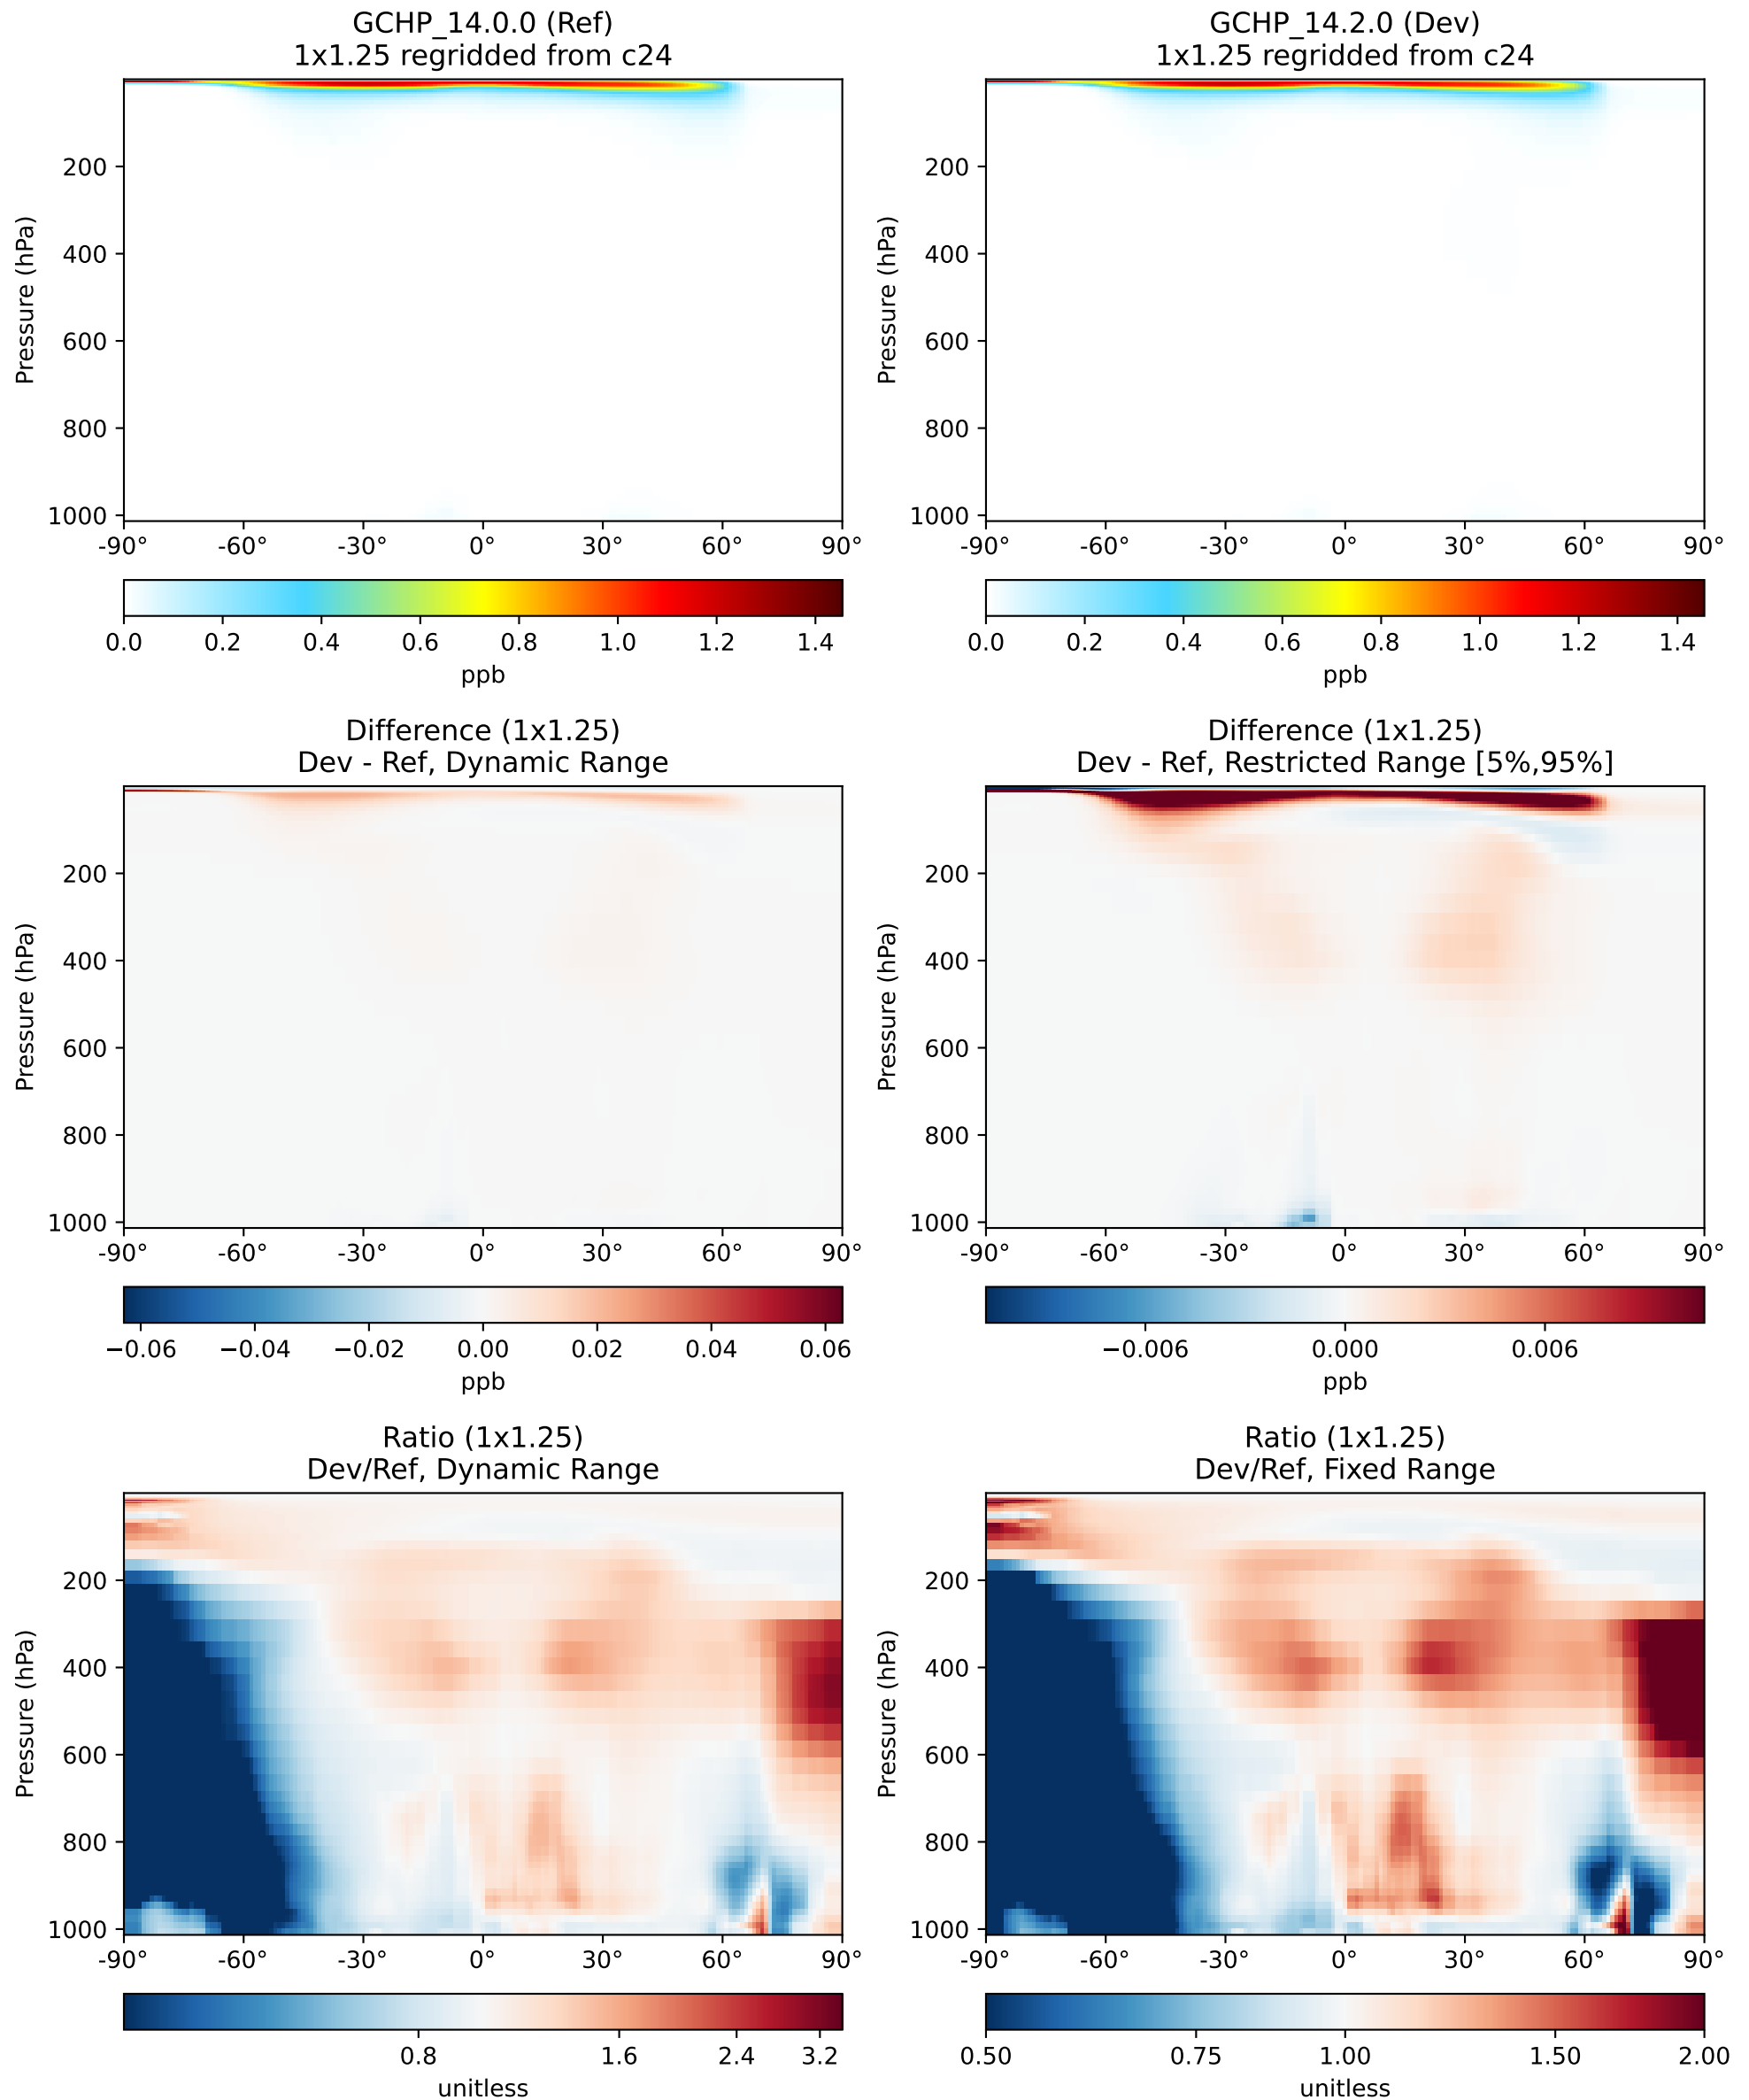 GCHP_14.0.0 (Ref)
1x1.25 regridded from c24
Pressure (hPa)
200
400
600
800
1000
-90° -60° -30° 0° 30° 60° 90°
0.0 0.2 0.4 0.6 0.8 1.0 1.2 1.4
ppb
GCHP_14.2.0 (Dev)
1x1.25 regridded from c24
Pressure (hPa)
200
400
600
800
1000
-90° -60° -30° 0° 30° 60° 90°
0.0 0.2 0.4 0.6 0.8 1.0 1.2 1.4
ppb
Difference (1x1.25)
Dev - Ref, Dynamic Range
Pressure (hPa)
200
400
600
800
1000
-90° -60° -30° 0° 30° 60° 90°
−0.06 −0.04 −0.02 0.00 0.02 0.04 0.06
ppb
Difference (1x1.25)
Dev - Ref, Restricted Range [5%,95%]
Pressure (hPa)
200
400
600
800
1000
-90° -60° -30° 0° 30° 60° 90°
−0.006 0.000 0.006
ppb
Ratio (1x1.25)
Dev/Ref, Dynamic Range
Pressure (hPa)
200
400
600
800
1000
-90° -60° -30° 0° 30° 60° 90°
0.8 1.6 2.4 3.2
unitless
Ratio (1x1.25)
Dev/Ref, Fixed Range
Pressure (hPa)
200
400
600
800
1000
-90° -60° -30° 0° 30° 60° 90°
0.50 0.75 1.00 1.50 2.00
unitless